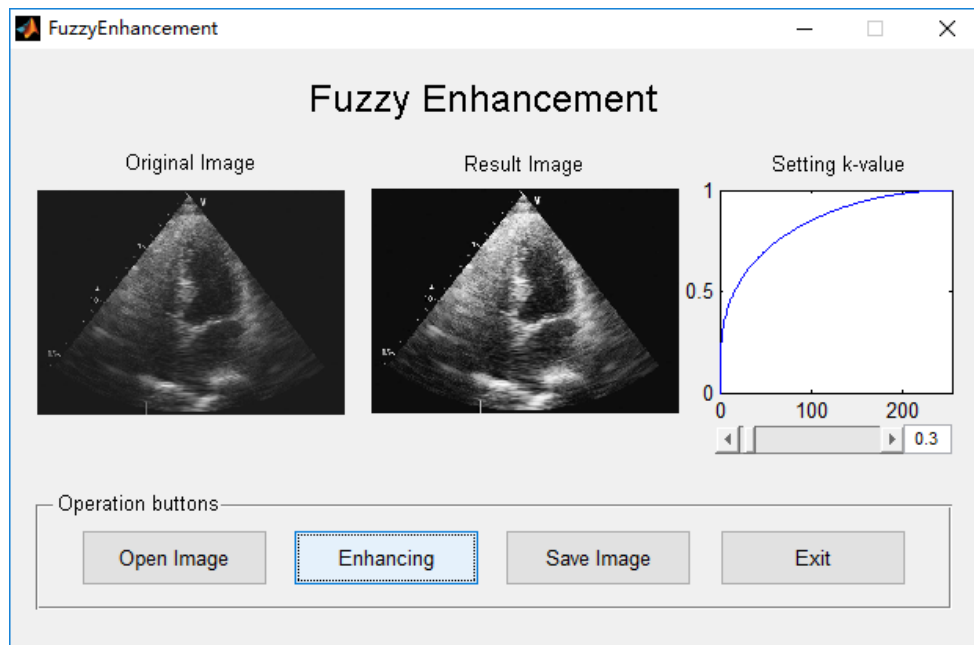 FuzzyEnhancement
Fuzzy Enhancement
Original Image
Result Image
Setting k-value
V
V
1
0.5
0
0 100 200
0.3
Operation buttons
Open Image
Enhancing
Save Image
Exit